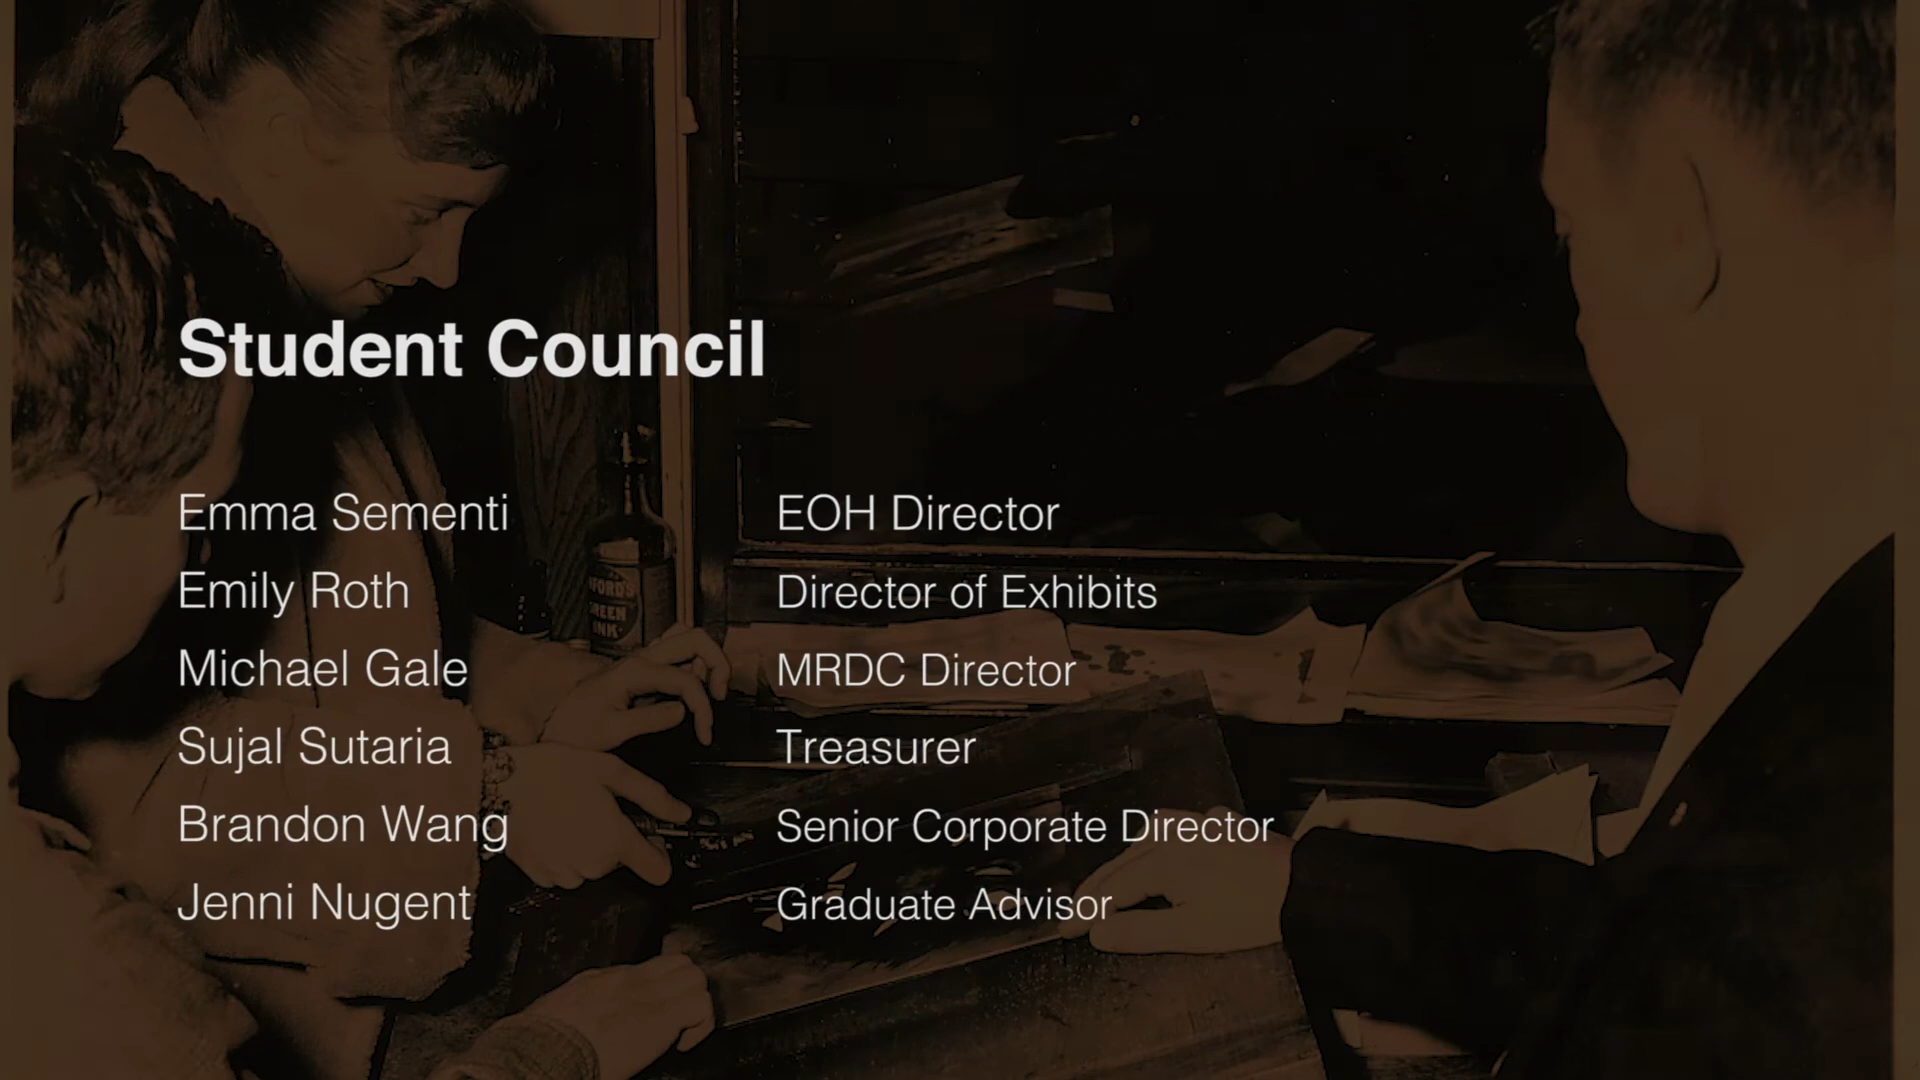 Student Council
Emma Sementi EOH Director
Emily Roth Director of Exhibits
Michael Gale MRDC Director
Sujal Sutaria Treasurer
Brandon Wang Senior Corporate Director
Jenni Nugent Graduate Advisor
INK